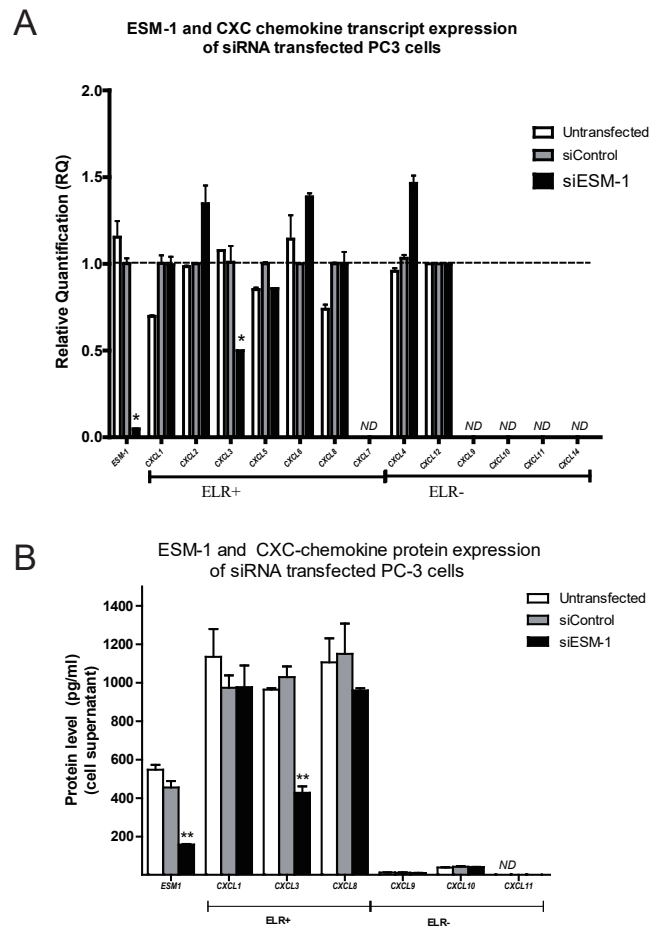 A
ESM-1 and CXC chemokine transcript expression
of siRNA transfected PC3 cells
2.0
1.5
1.0
0.5
0.0
Relative Quantification (RQ)
Untransfected
siControl
siESM-1
*
*
ND
ND
ND
ND
ND
ESM-1
CXCL1
CXCL2
CXCL3
CXCL5
CXCL6
CXCL8
CXCL7
CXCL4
CXCL12
CXCL9
CXCL10
CXCL11
CXCL14
ELR+
ELR-
B
ESM-1 and CXC-chemokine protein expression
of siRNA transfected PC-3 cells
1400
1200
1000
800
600
400
200
Protein level (pg/ml)
(cell supernatant)
Untransfected
siControl
siESM-1
**
**
ND
ESM1
CXCL1
CXCL3
CXCL8
CXCL9
CXCL10
CXCL11
ELR+
ELR-